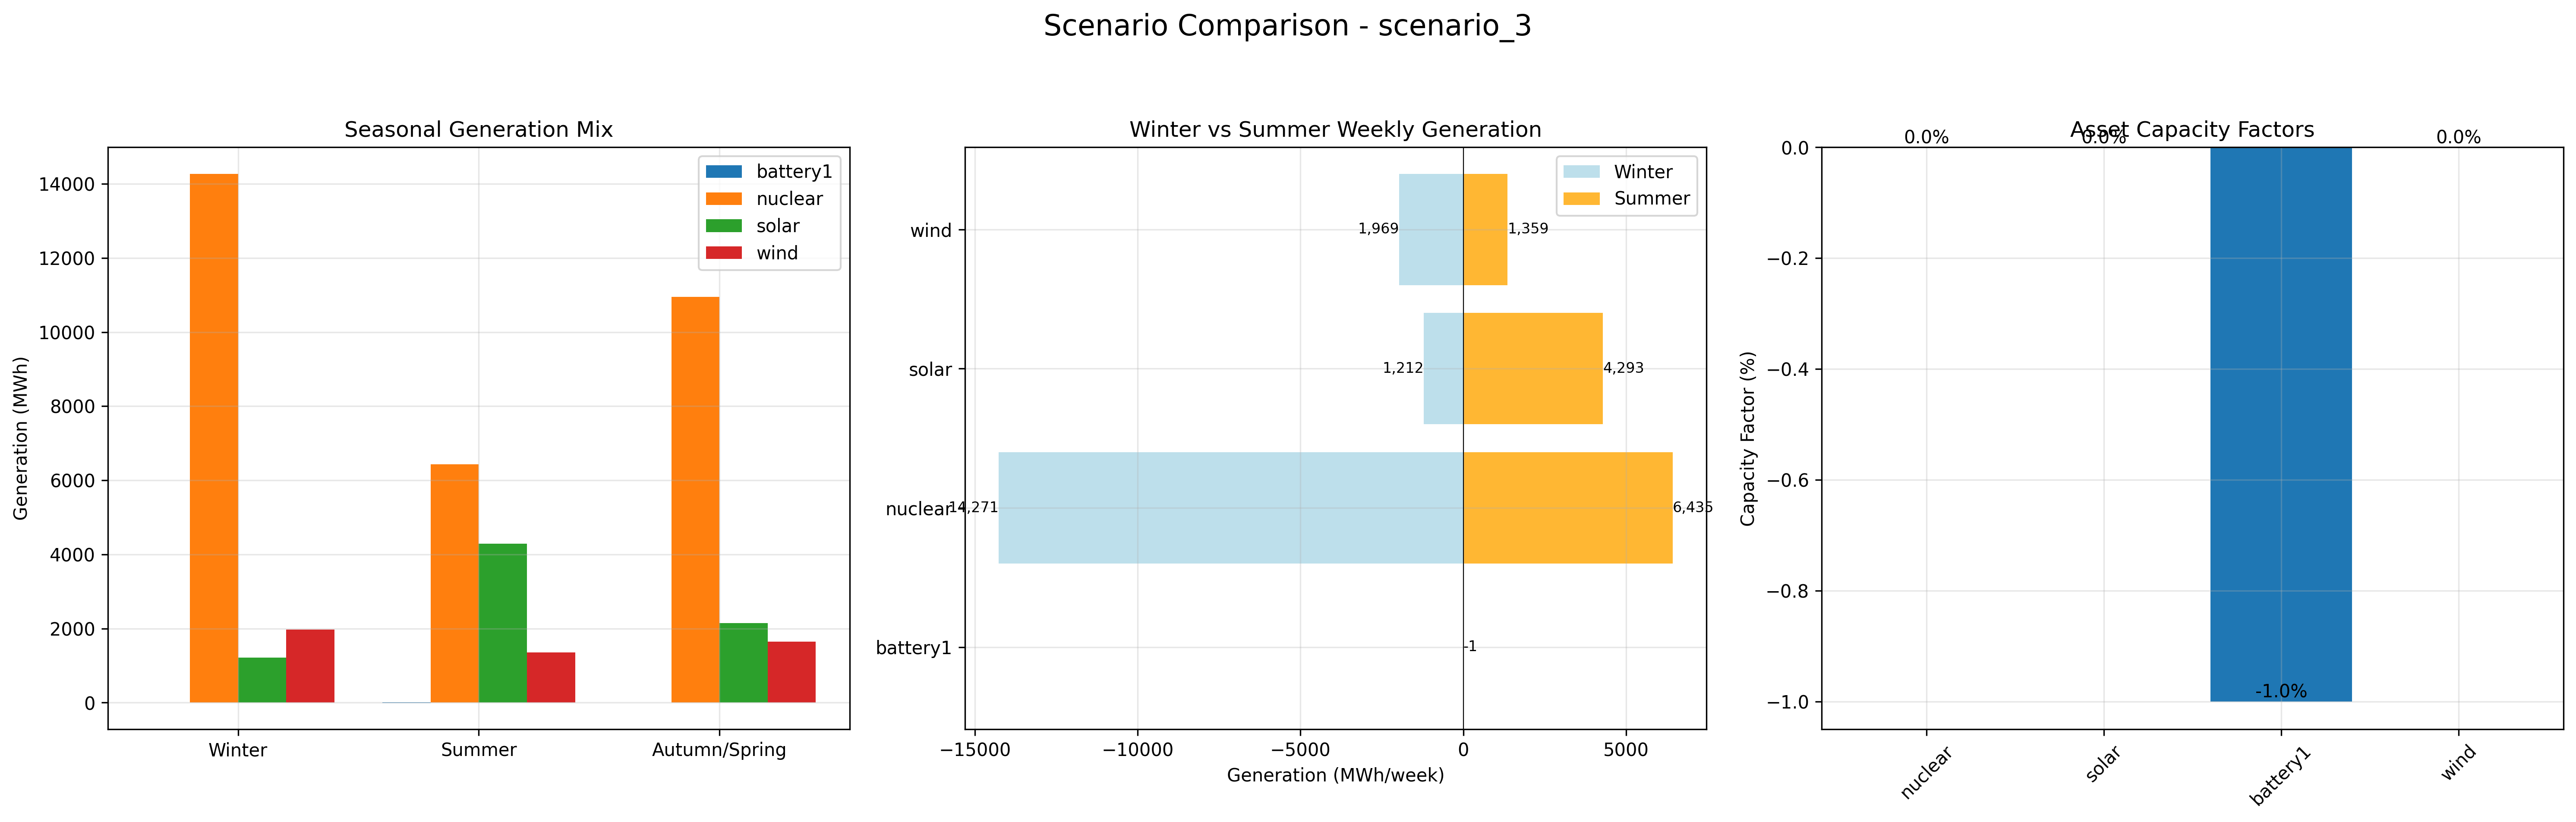 Scenario Comparison - scenario_3
Seasonal Generation Mix
Generation (MWh)
14000
12000
10000
8000
6000
4000
2000
0
Winter
Summer
Autumn/Spring
battery1
nuclear
solar
wind
Winter vs Summer Weekly Generation
Winter
Summer
wind
solar
nuclear
battery1
1,969
1,359
1,212
4,293
14,271
6,435
-1
−15000
−10000
−5000
0
5000
Generation (MWh/week)
Asset Capacity Factors
Capacity Factor (%)
0.0
−0.2
−0.4
−0.6
−0.8
−1.0
0.0%
0.0%
-1.0%
0.0%
nuclear
solar
battery1
wind